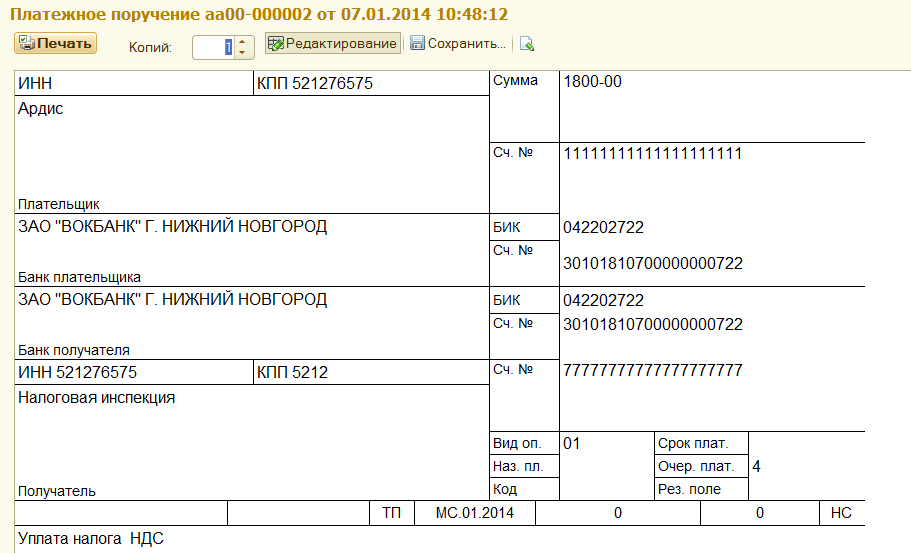 Платежное поручение аа00-000002 от 07.01.2014 10:48:12
Печать Копий: 1 Редактирование Сохранить...
ИНН КПП 521276575 Сумма 1800-00
Ардис
Сч. № 11111111111111111111
Плательщик
ЗАО "ВОКБАНК" Г. НИЖНИЙ НОВГОРОД БИК 042202722
Сч. № 30101810700000000722
Банк плательщика
ЗАО "ВОКБАНК" Г. НИЖНИЙ НОВГОРОД БИК 042202722
Сч. № 30101810700000000722
Банк получателя
ИНН 521276575 КПП 5212 Сч. № 77777777777777777777
Налоговая инспекция
Вид оп. 01 Срок плат.
Наз. пл. Очер. плат. 4
Получатель Код Рез. поле
ТП МС.01.2014 0 0 НС
Уплата налога НДС